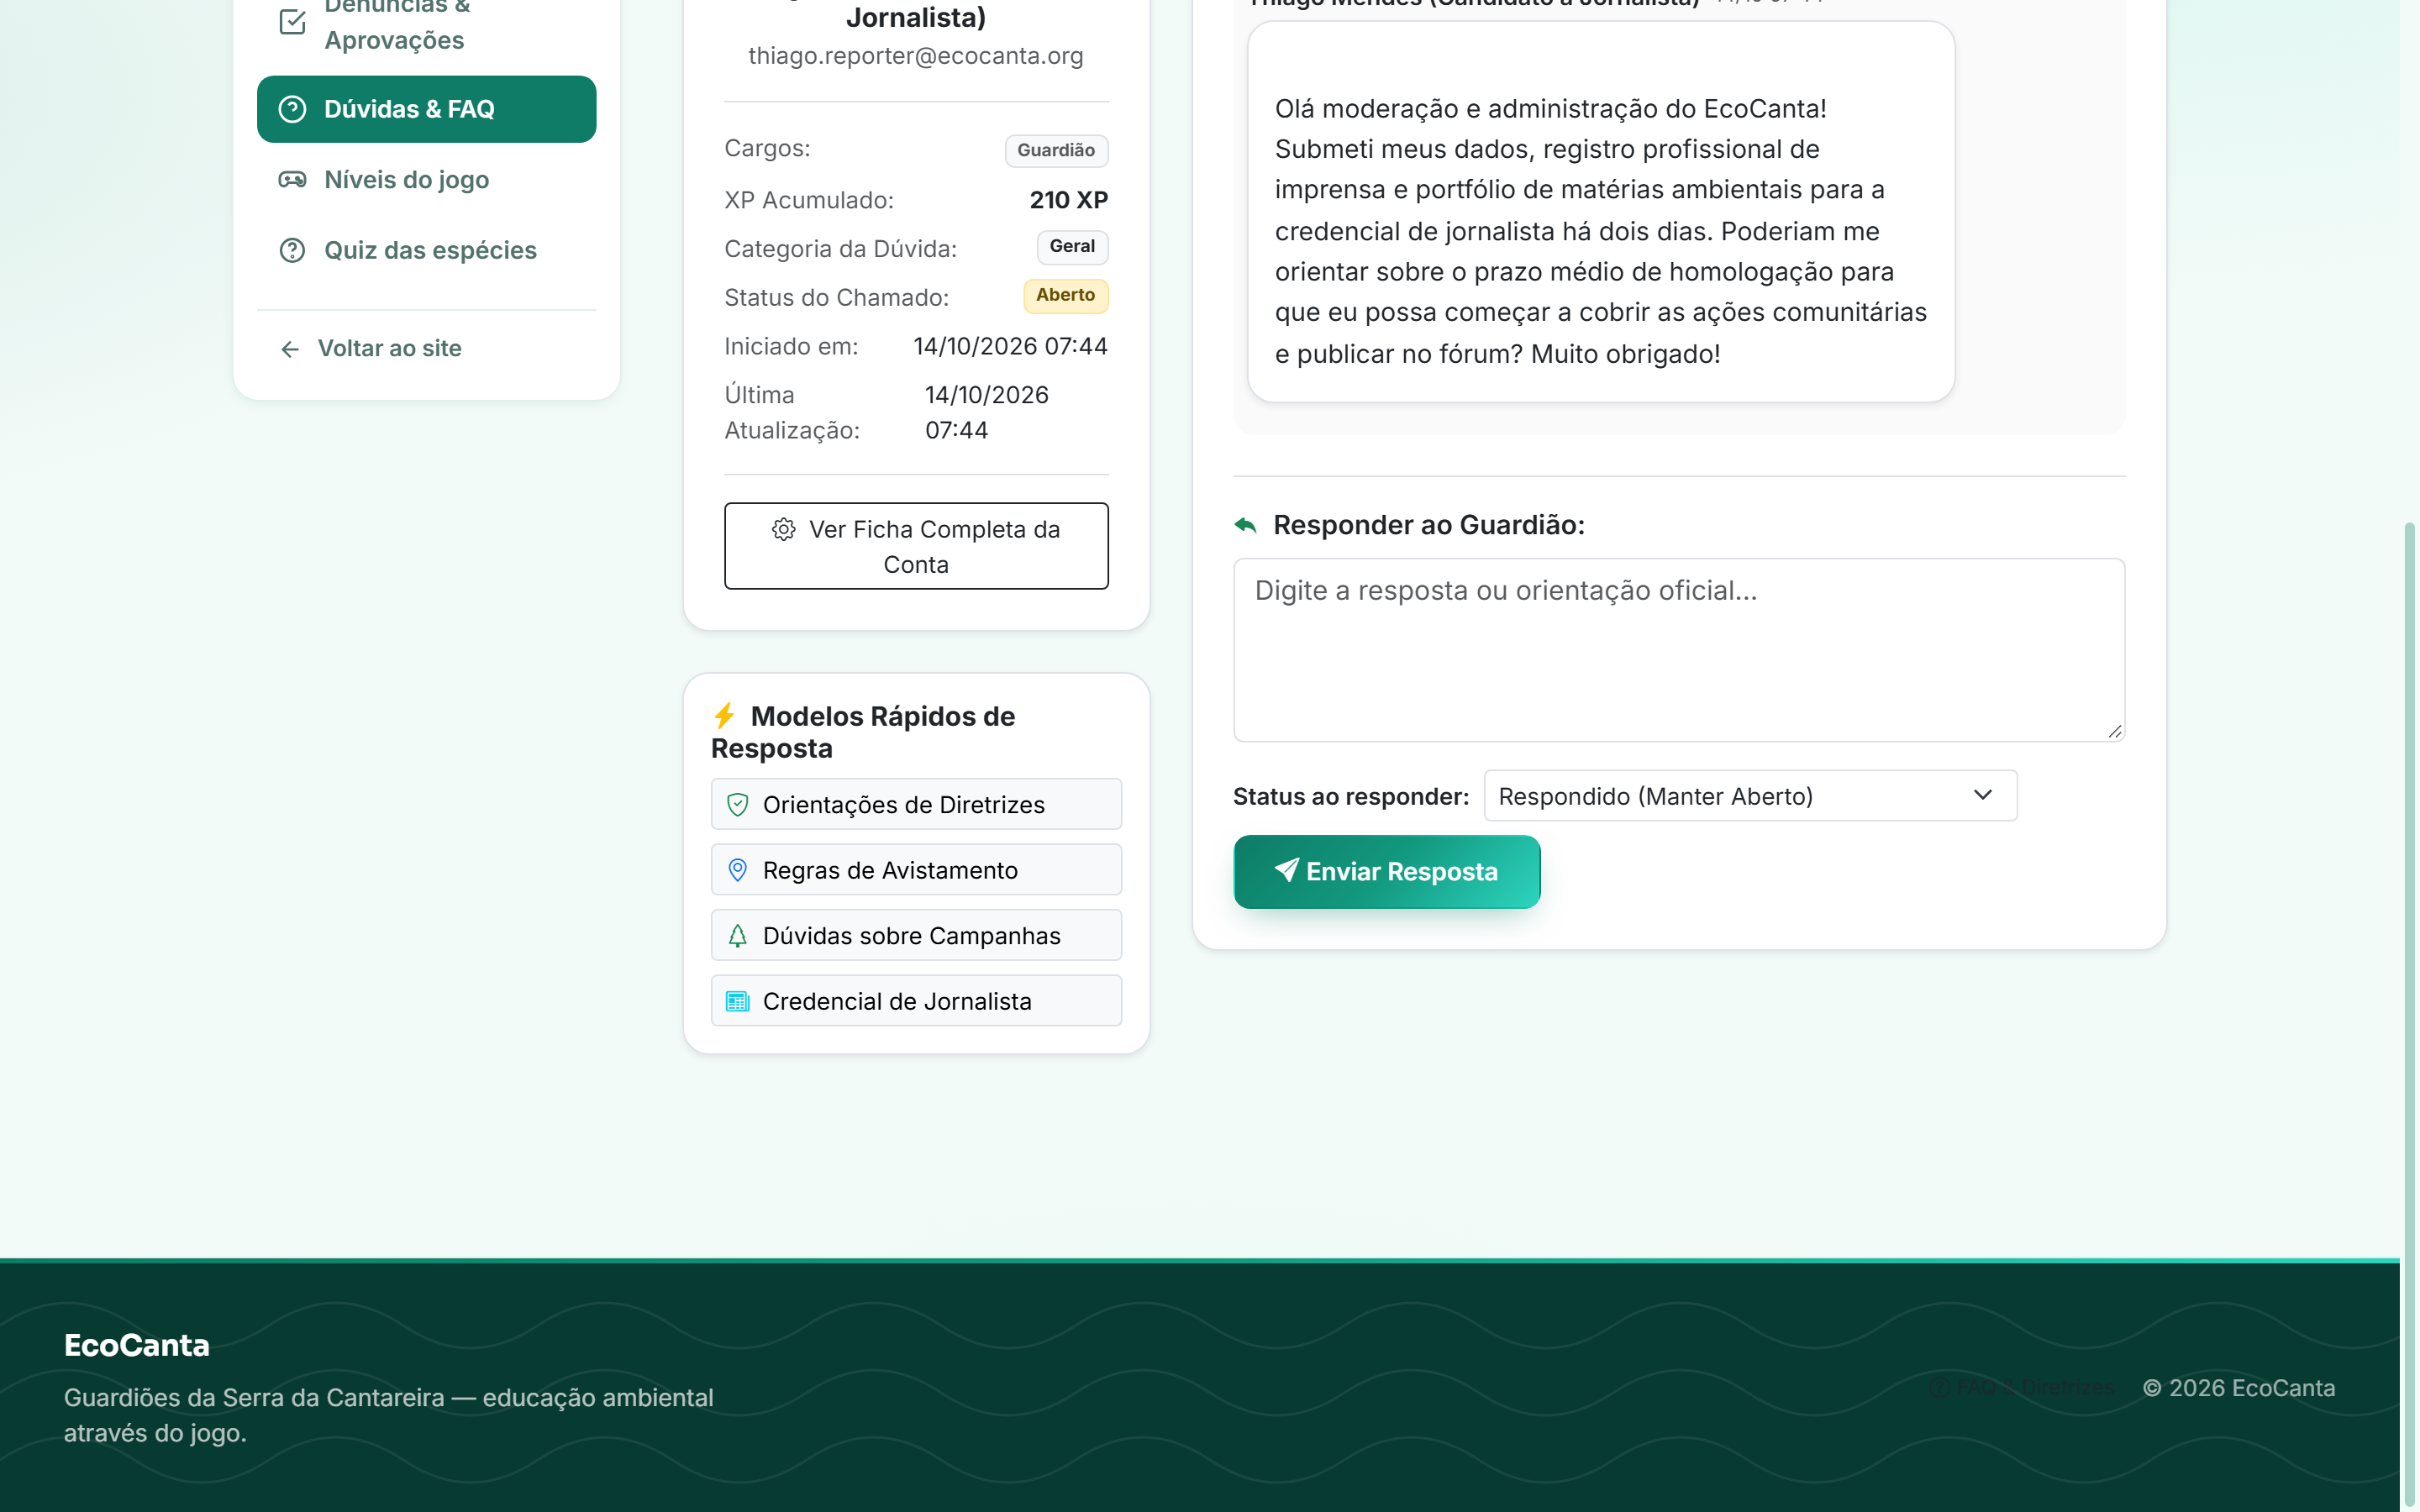 Denúncias &
Aprovações
Dúvidas & FAQ
Níveis do jogo
Quiz das espécies
Voltar ao site
Jornalista)
thiago.reporter@ecocanta.org
Cargos: Guardião
XP Acumulado: 210 XP
Categoria da Dúvida: Geral
Status do Chamado: Aberto
Iniciado em: 14/10/2026 07:44
Última Atualização: 14/10/2026 07:44
Ver Ficha Completa da
Conta
Modelos Rápidos de
Resposta
Orientações de Diretrizes
Regras de Avistamento
Dúvidas sobre Campanhas
Credencial de Jornalista
Thiago Mendes (Candidato a Jornalista)
Olá moderação e administração do EcoCanta!
Submeti meus dados, registro profissional de
imprensa e portfólio de matérias ambientais para a
credencial de jornalista há dois dias. Poderiam me
orientar sobre o prazo médio de homologação para
que eu possa começar a cobrir as ações comunitárias
e publicar no fórum? Muito obrigado!
Responder ao Guardião:
Digite a resposta ou orientação oficial...
Status ao responder: Respondido (Manter Aberto)
Enviar Resposta
EcoCanta
Guardiões da Serra da Cantareira — educação ambiental
através do jogo.
FAQ & Diretrizes
© 2026 EcoCanta